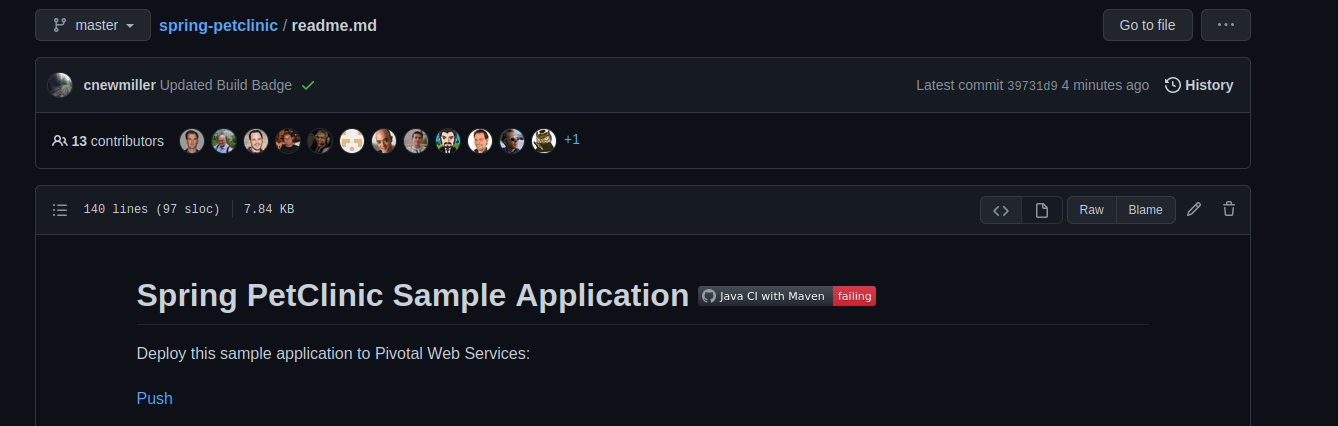 master spring-petclinic / readme.md Go to file ...
cnewmiller Updated Build Badge Latest commit 39731d9 4 minutes ago History
13 contributors +1
140 lines (97 sloc) 7.84 KB <> Raw Blame
Spring PetClinic Sample Application Java CI with Maven failing
Deploy this sample application to Pivotal Web Services:
Push